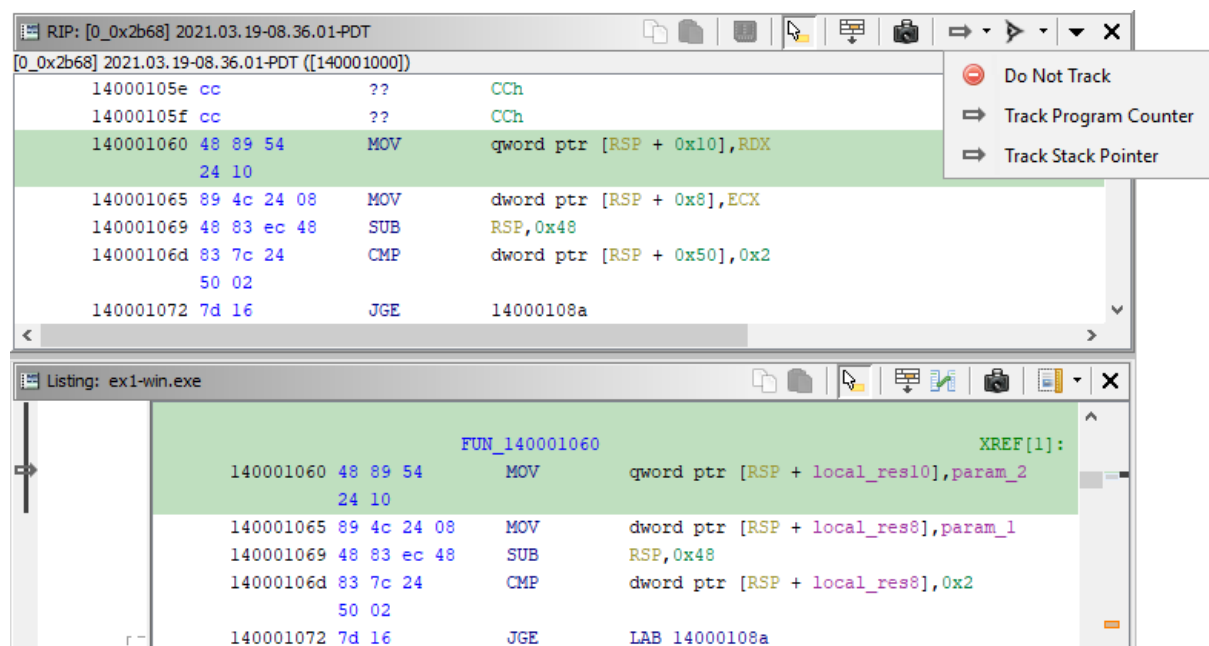 RIP: [0_0x2b68] 2021.03.19-08.36.01-PDT
[0_0x2b68] 2021.03.19-08.36.01-PDT ([140001000])
Do Not Track
Track Program Counter
Track Stack Pointer
14000105e cc ?? CCh
14000105f cc ?? CCh
140001060 48 89 54 MOV qword ptr [RSP + 0x10],RDX
24 10
140001065 89 4c 24 08 MOV dword ptr [RSP + 0x8],ECX
140001069 48 83 ec 48 SUB RSP,0x48
14000106d 83 7c 24 CMP dword ptr [RSP + 0x50],0x2
50 02
140001072 7d 16 JGE 14000108a
Listing: ex1-win.exe
FUN_140001060 XREF[1]:
140001060 48 89 54 MOV qword ptr [RSP + local_res10],param_2
24 10
140001065 89 4c 24 08 MOV dword ptr [RSP + local_res8],param_1
140001069 48 83 ec 48 SUB RSP,0x48
14000106d 83 7c 24 CMP dword ptr [RSP + local_res8],0x2
50 02
140001072 7d 16 JGE LAB 14000108a